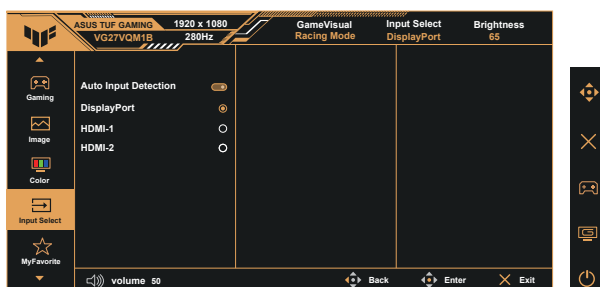 ASUS TUF GAMING 1920 x 1080 GameVisual Input Select Brightness
VG27VQM1B 280Hz Racing Mode DisplayPort 65
Gaming
Image
Color
Input Select
MyFavorite
Auto Input Detection
DisplayPort
HDMI-1
HDMI-2
volume 50 Back Enter Exit